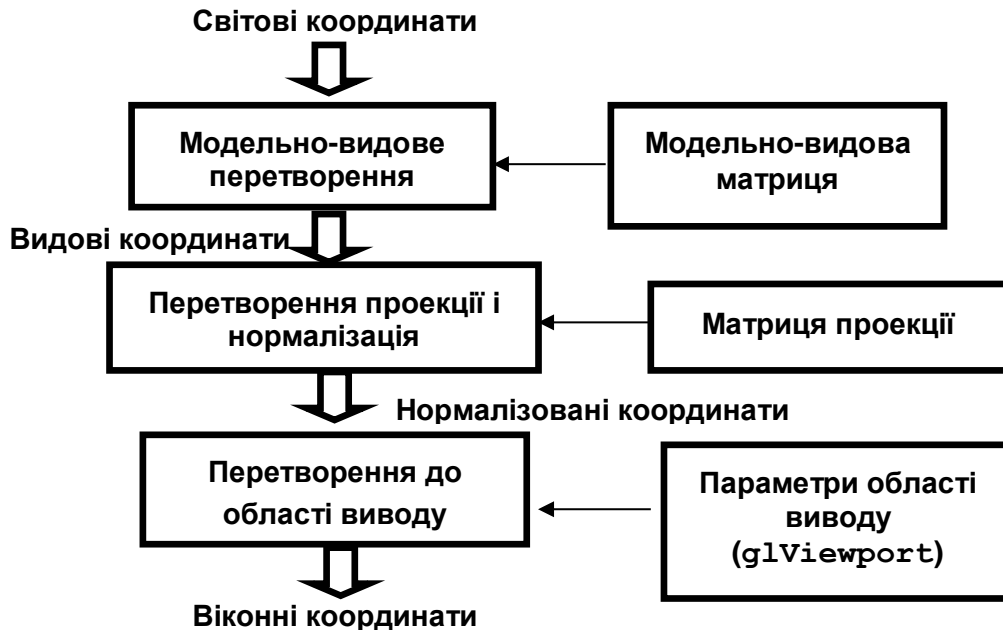 Світові координати
Модельно-видове
перетворення
Модельно-видова
матриця
Видові координати
Перетворення проекції і
нормалізація
Матриця проекції
Нормалізовані координати
Перетворення до
області виводу
Параметри області
виводу
(glViewport)
Віконні координати